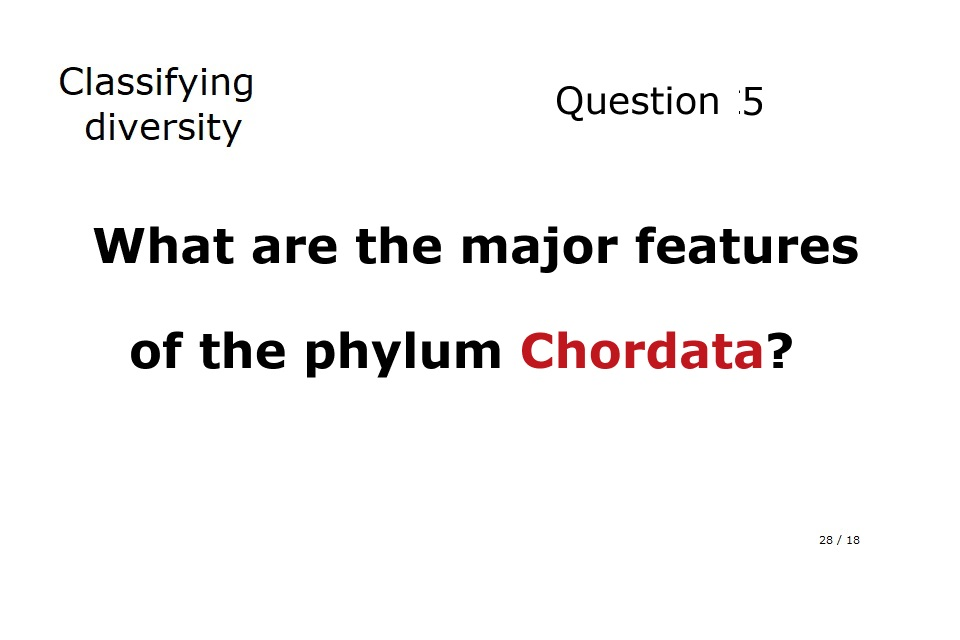 Classifying
diversity
Question 5
What are the major features
of the phylum Chordata?
28 / 18